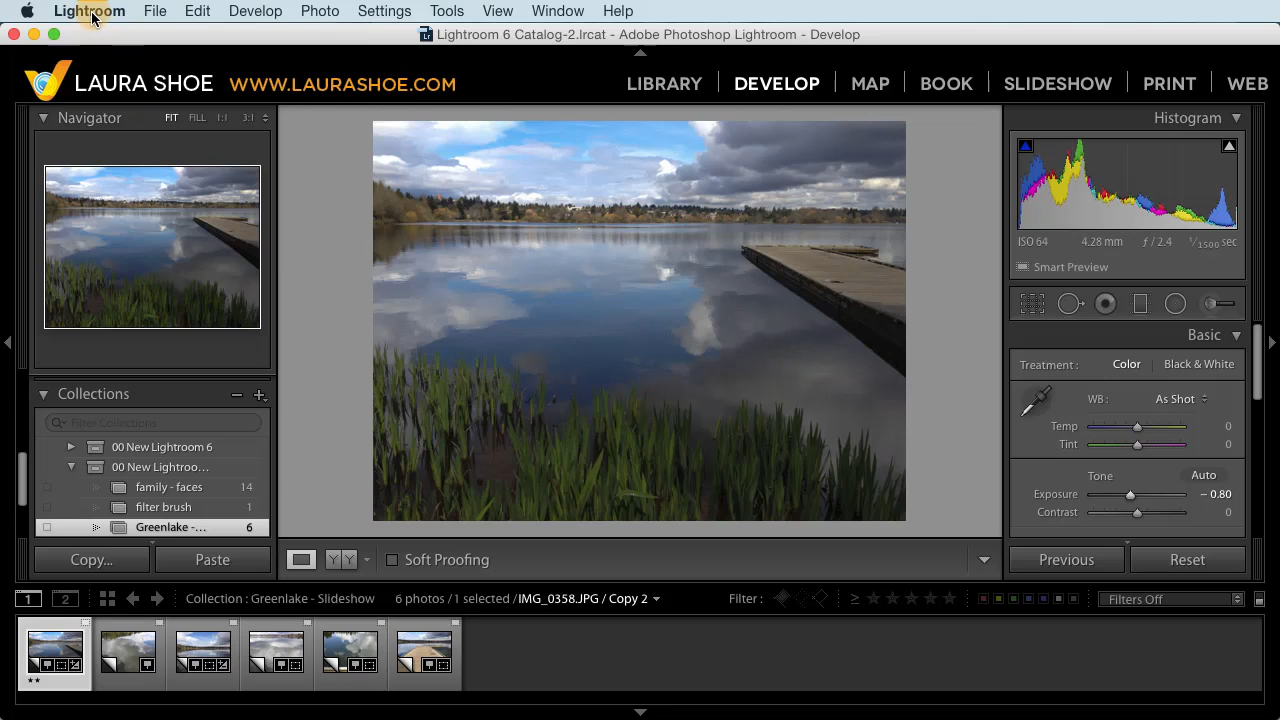 Lightroom File Edit Develop Photo Settings Tools View Window Help
Lightroom 6 Catalog-2.lrcat - Adobe Photoshop Lightroom - Develop
LAURA SHOE WWW.LAURASHOE.COM LIBRARY DEVELOP MAP BOOK SLIDESHOW PRINT WEB
Navigator FIT FILL 1:1 3:1
Histogram
ISO 64 4.28 mm ƒ / 2.4 1/1500 sec
Smart Preview
Basic
Treatment : Color Black & White
WB : As Shot
Temp 0
Tint 0
Tone Auto
Exposure – 0.80
Contrast 0
Collections
Filter Collections
00 New Lightroom 6
00 New Lightroo...
family - faces 14
filter brush 1
Greenlake -... 6
Copy... Paste
YY Soft Proofing
Previous Reset
1 2 Collection : Greenlake - Slideshow 6 photos / 1 selected / IMG_0358.JPG / Copy 2 Filter : ≥ Filters Off